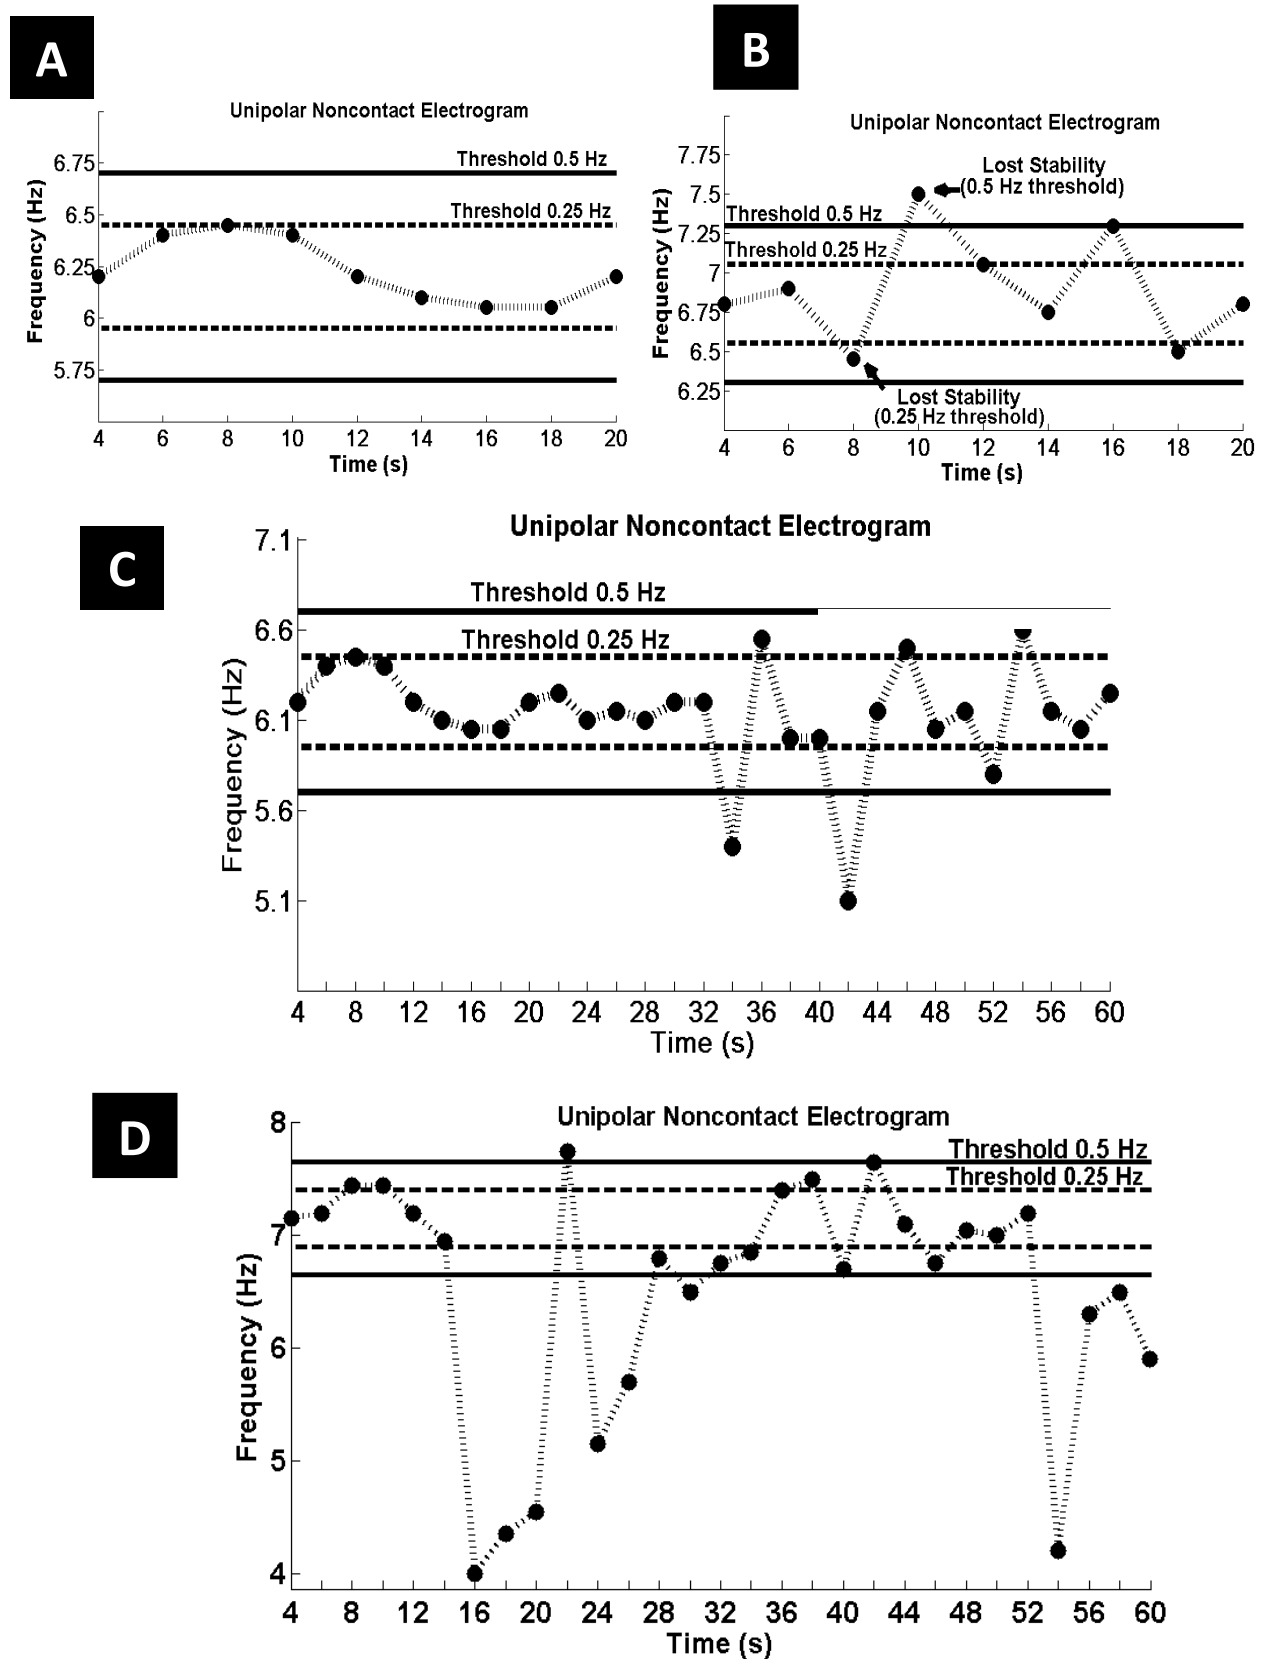 A
Unipolar Noncontact Electrogram
Threshold 0.5 Hz
Threshold 0.25 Hz
Frequency (Hz)
6.75
6.5
6.25
6
5.75
4 6 8 10 12 14 16 18 20
Time (s)
B
Unipolar Noncontact Electrogram
Lost Stability
(0.5 Hz threshold)
Threshold 0.5 Hz
Threshold 0.25 Hz
Lost Stability
(0.25 Hz threshold)
Frequency (Hz)
7.75
7.5
7.25
7
6.75
6.5
6.25
4 6 8 10 12 14 16 18 20
Time (s)
C
Unipolar Noncontact Electrogram
Threshold 0.5 Hz
Threshold 0.25 Hz
Frequency (Hz)
7.1
6.6
6.1
5.6
5.1
4 8 12 16 20 24 28 32 36 40 44 48 52 56 60
Time (s)
D
Unipolar Noncontact Electrogram
Threshold 0.5 Hz
Threshold 0.25 Hz
Frequency (Hz)
8
7
6
5
4
4 8 12 16 20 24 28 32 36 40 44 48 52 56 60
Time (s)